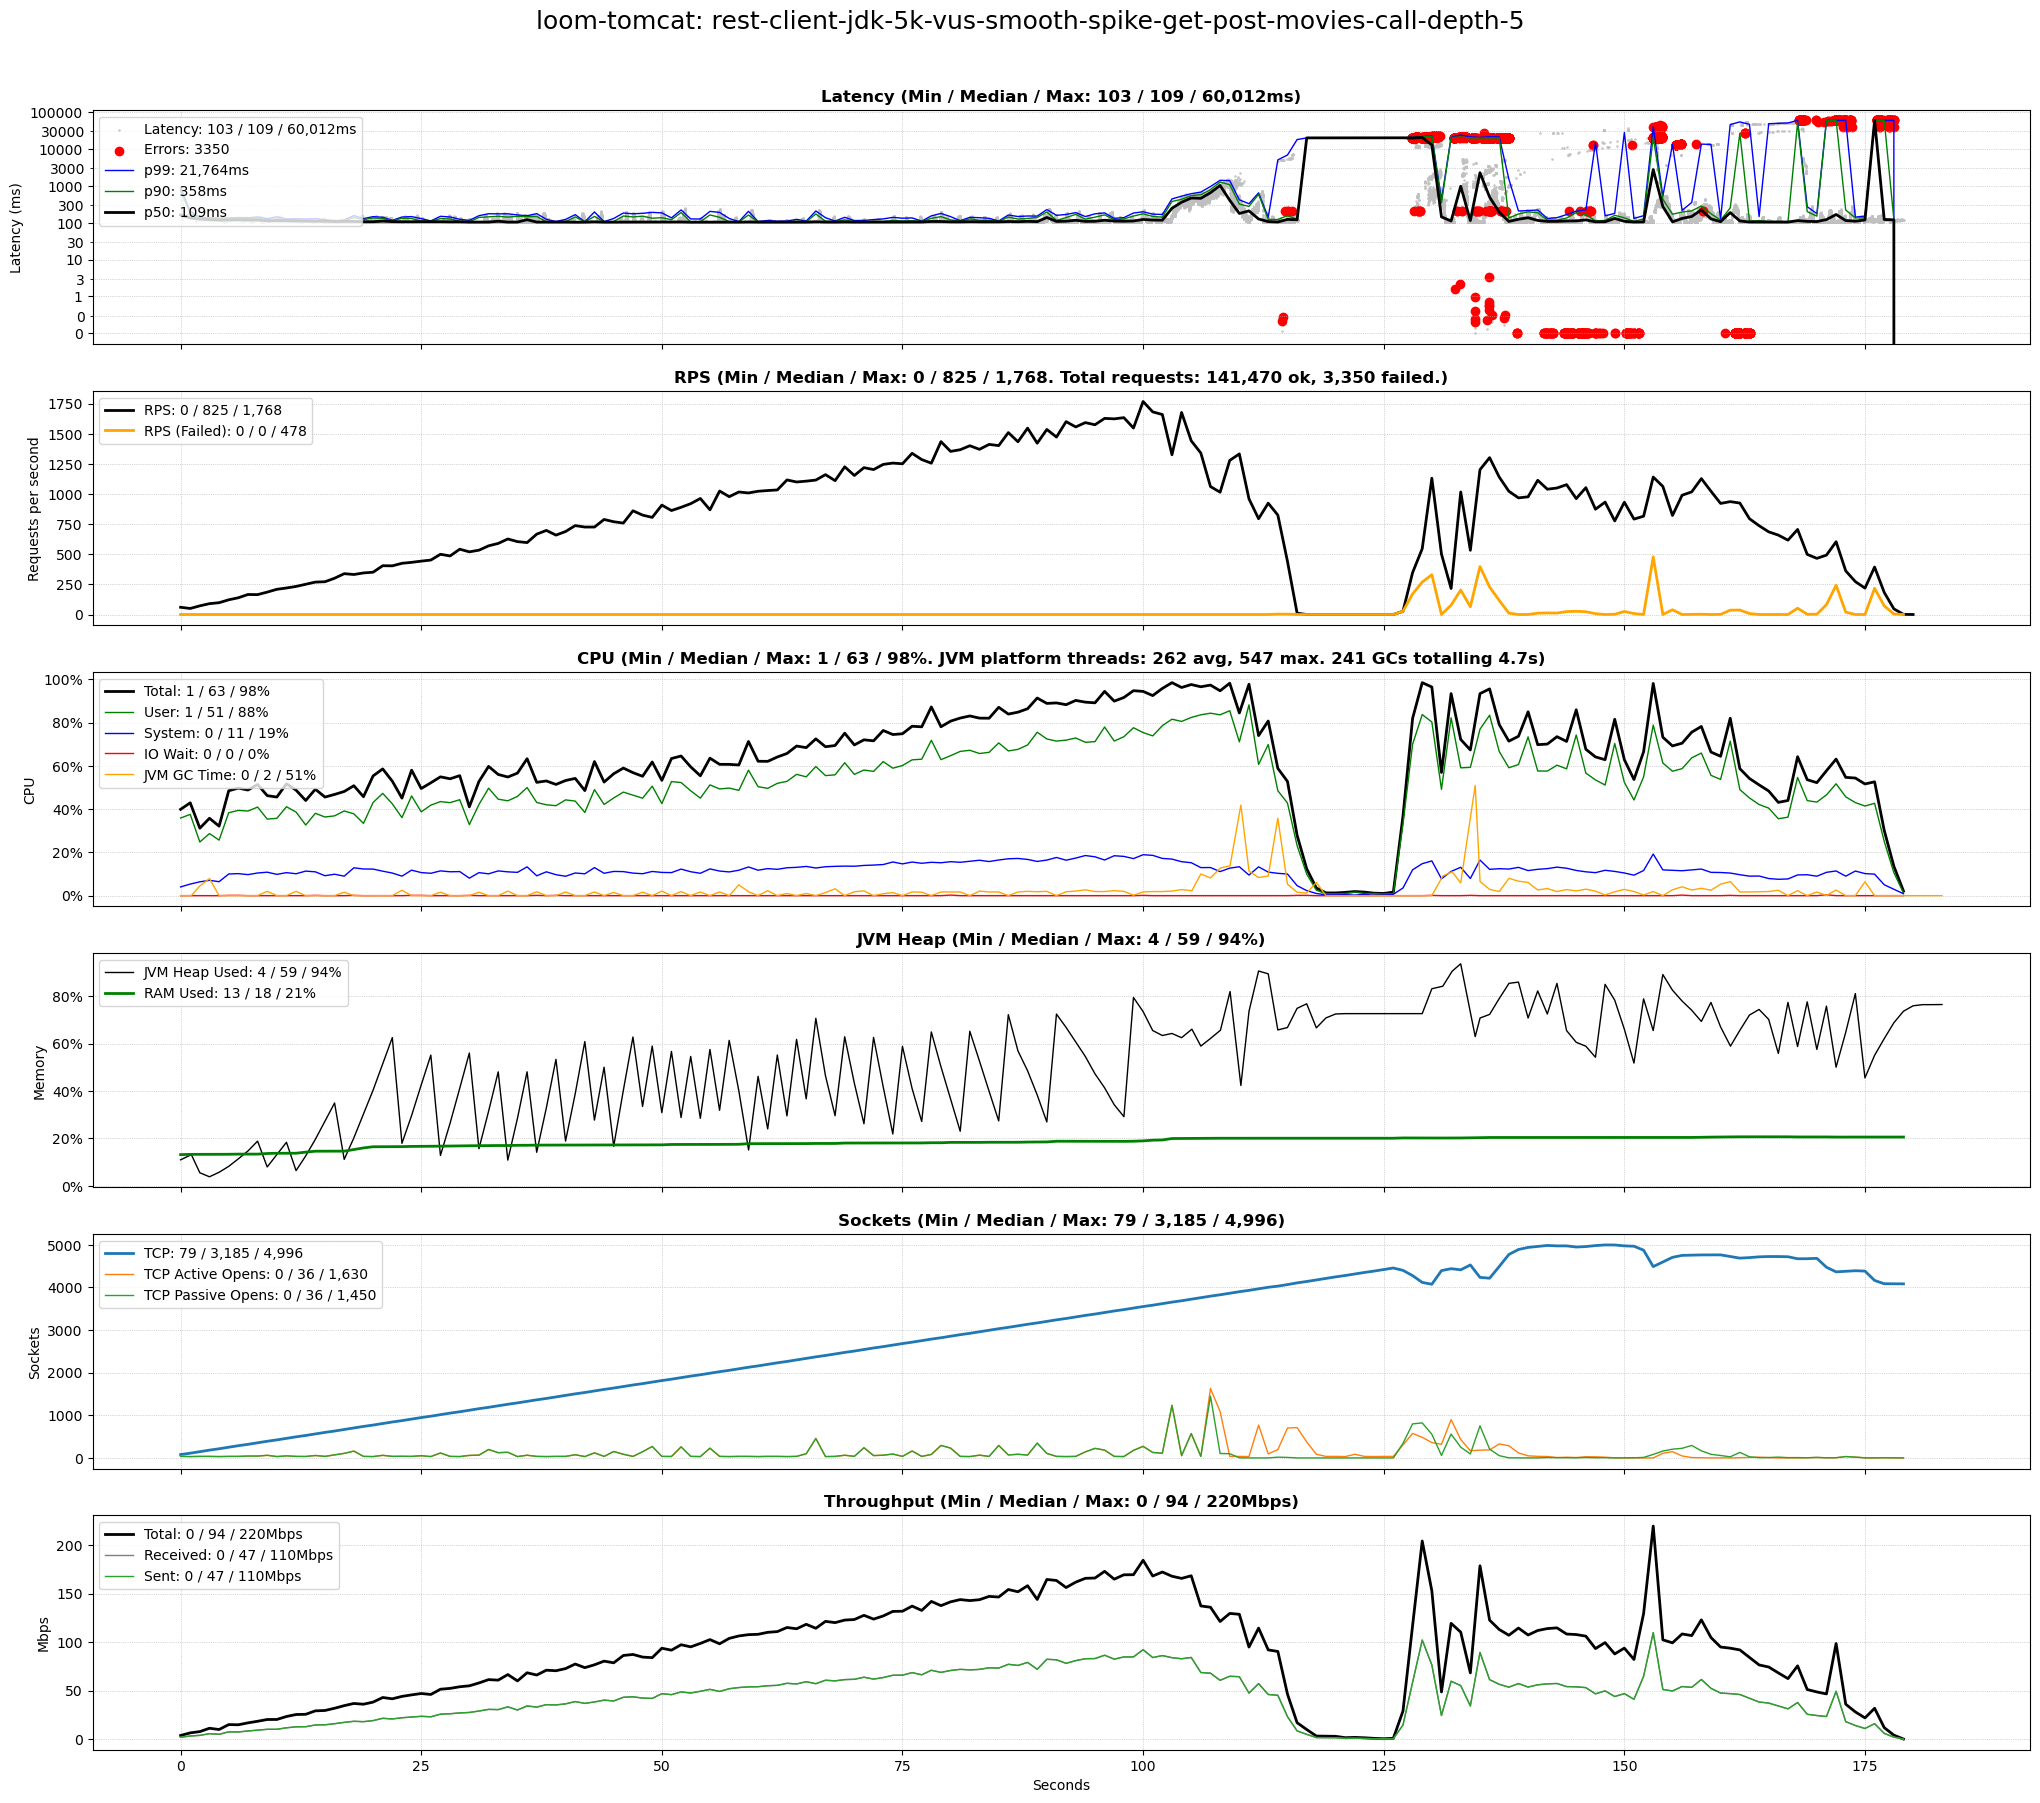 loom-tomcat: rest-client-jdk-5k-vus-smooth-spike-get-post-movies-call-depth-5
Latency (Min / Median / Max: 103 / 109 / 60,012ms)
Latency (ms)
100000
30000
10000
3000
1000
300
100
30
10
3
1
0
0
Latency: 103 / 109 / 60,012ms
Errors: 3350
p99: 21,764ms
p90: 358ms
p50: 109ms
RPS (Min / Median / Max: 0 / 825 / 1,768. Total requests: 141,470 ok, 3,350 failed.)
Requests per second
1750
1500
1250
1000
750
500
250
0
RPS: 0 / 825 / 1,768
RPS (Failed): 0 / 0 / 478
CPU (Min / Median / Max: 1 / 63 / 98%. JVM platform threads: 262 avg, 547 max. 241 GCs totalling 4.7s)
CPU
100%
80%
60%
40%
20%
0%
Total: 1 / 63 / 98%
User: 1 / 51 / 88%
System: 0 / 11 / 19%
IO Wait: 0 / 0 / 0%
JVM GC Time: 0 / 2 / 51%
JVM Heap (Min / Median / Max: 4 / 59 / 94%)
Memory
80%
60%
40%
20%
0%
JVM Heap Used: 4 / 59 / 94%
RAM Used: 13 / 18 / 21%
Sockets (Min / Median / Max: 79 / 3,185 / 4,996)
Sockets
5000
4000
3000
2000
1000
0
TCP: 79 / 3,185 / 4,996
TCP Active Opens: 0 / 36 / 1,630
TCP Passive Opens: 0 / 36 / 1,450
Throughput (Min / Median / Max: 0 / 94 / 220Mbps)
Mbps
200
150
100
50
0
Total: 0 / 94 / 220Mbps
Received: 0 / 47 / 110Mbps
Sent: 0 / 47 / 110Mbps
0 25 50 75 100 125 150 175
Seconds